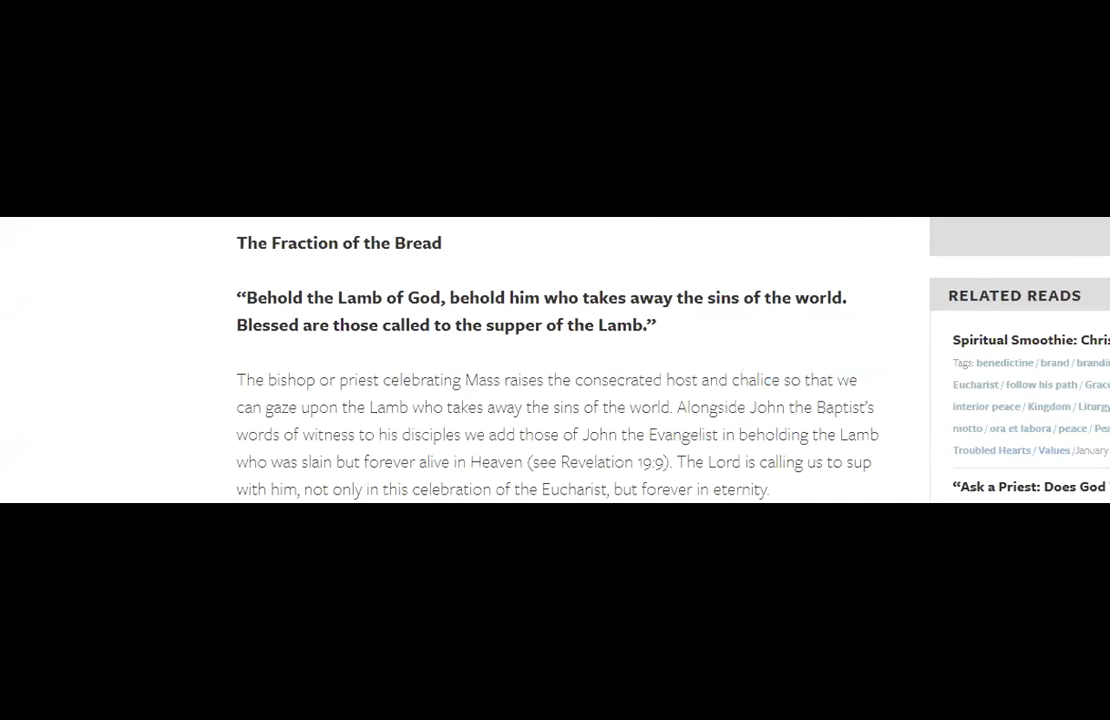 The Fraction of the Bread
“Behold the Lamb of God, behold him who takes away the sins of the world.
Blessed are those called to the supper of the Lamb.”
The bishop or priest celebrating Mass raises the consecrated host and chalice so that we
can gaze upon the Lamb who takes away the sins of the world. Alongside John the Baptist’s
words of witness to his disciples we add those of John the Evangelist in beholding the Lamb
who was slain but forever alive in Heaven (see Revelation 19:9). The Lord is calling us to sup
with him, not only in this celebration of the Eucharist, but forever in eternity.
RELATED READS
Spiritual Smoothie:
Tags: benedictine / brand /
Eucharist / follow his path /
interior peace / Kingdom /
motto / ora et labora / peace /
Troubled Hearts / Values /January
“Ask a Priest: Does God